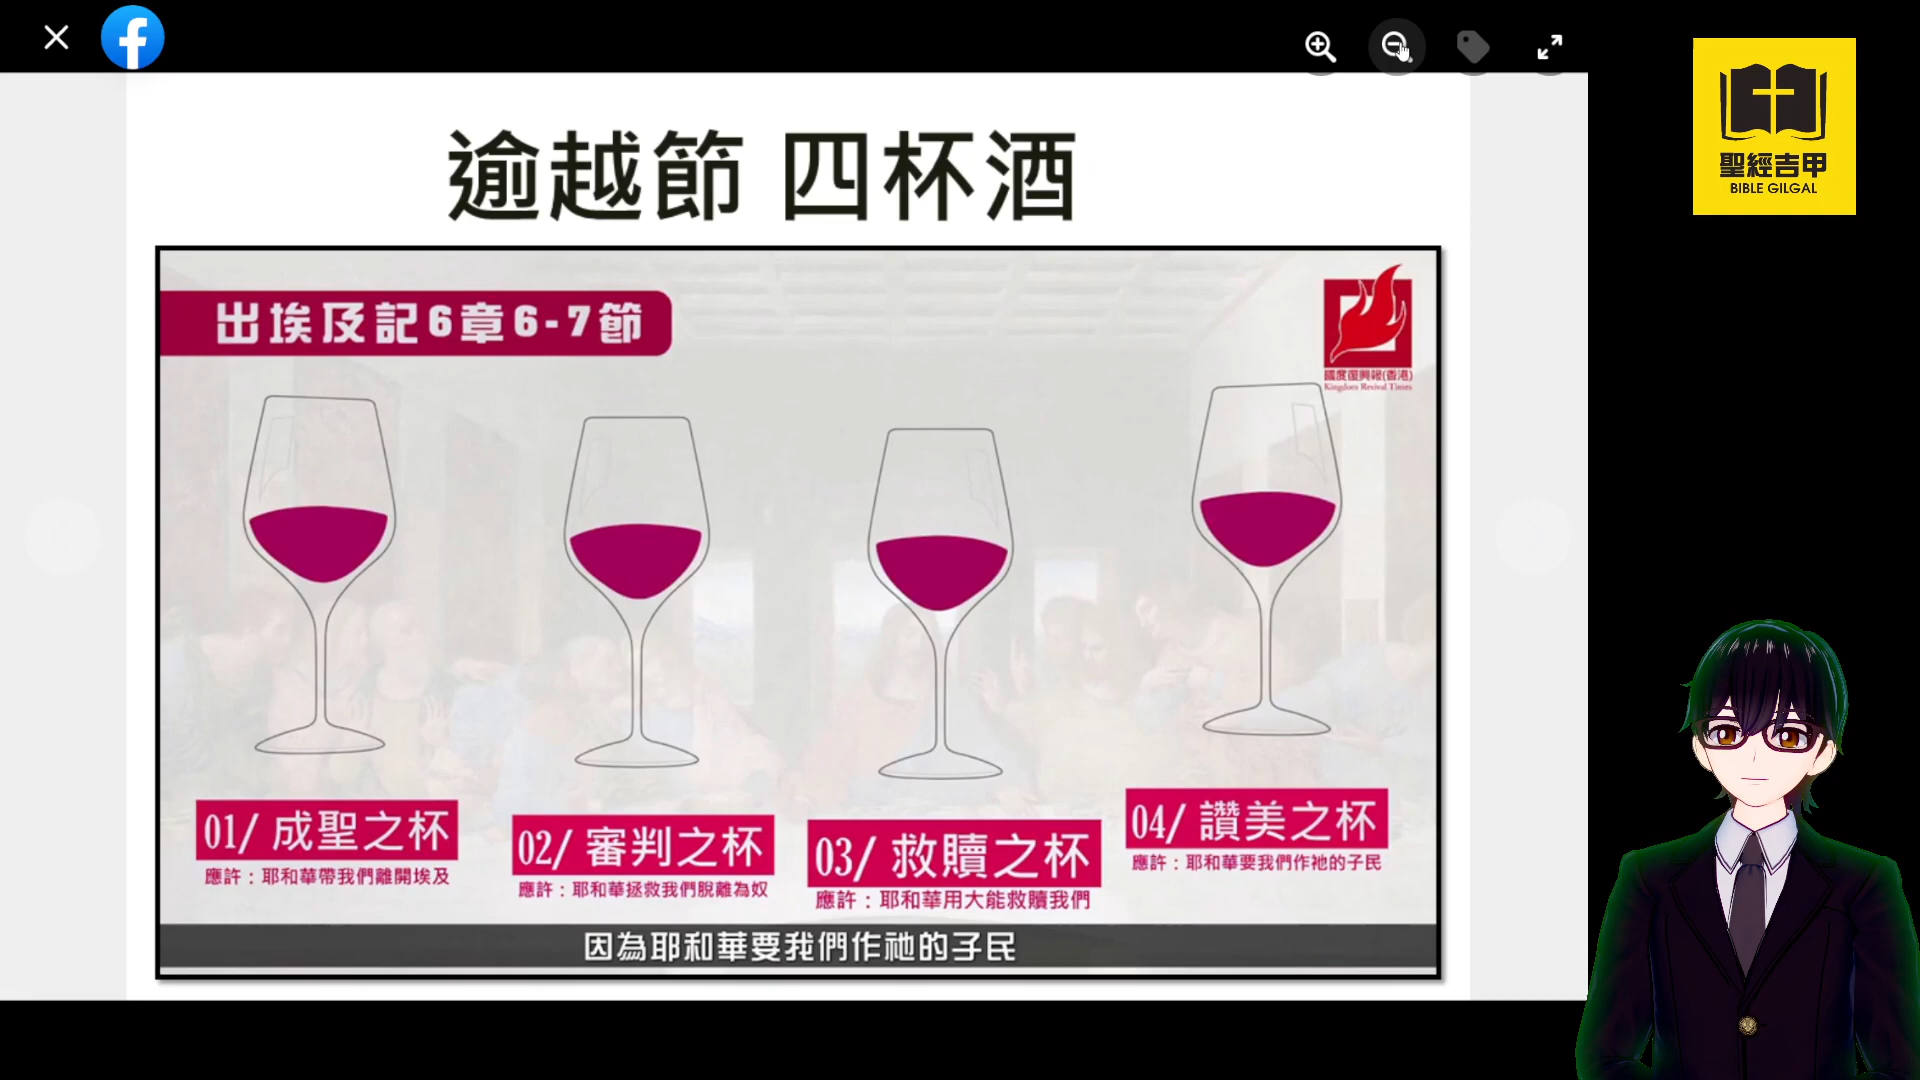 聖經吉甲
BIBLE GILGAL
逾越節 四杯酒
出埃及記6章6-7節
國度復興報(香港)
Kingdom Revival Times
01/ 成聖之杯
應許：耶和華帶我們離開埃及
02/ 審判之杯
應許：耶和華拯救我們脫離為奴
03/ 救贖之杯
應許：耶和華用大能救贖我們
04/ 讚美之杯
應許：耶和華要我們作祂的子民
因為耶和華要我們作祂的子民